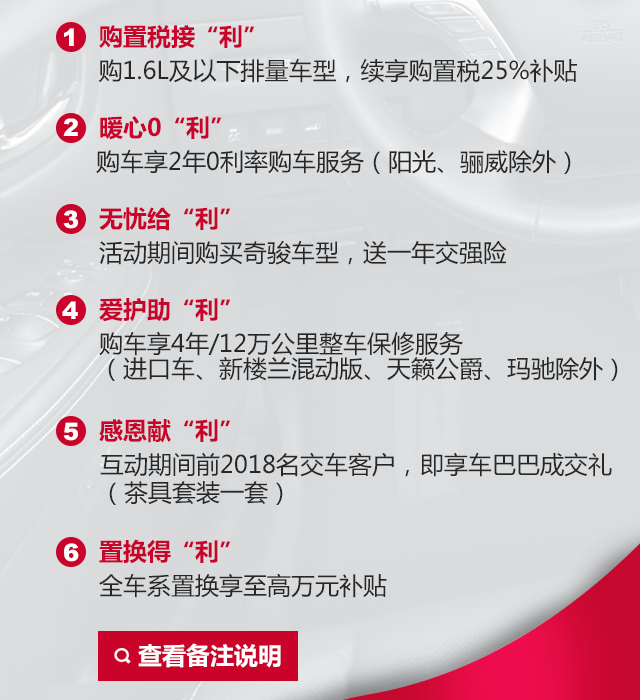 1 购置税接“利”
购1.6L及以下排量车型，续享购置税25%补贴
2 暖心0“利”
购车享2年0利率购车服务（阳光、骊威除外）
3 无忧给“利”
活动期间购买奇骏车型，送一年交强险
4 爱护助“利”
购车享4年/12万公里整车保修服务
（进口车、新楼兰混动版、天籁公爵、玛驰除外）
5 感恩献“利”
互动期间前2018名交车客户，即享车巴巴成交礼
（茶具套装一套）
6 置换得“利”
全车系置换享至高万元补贴
查看备注说明